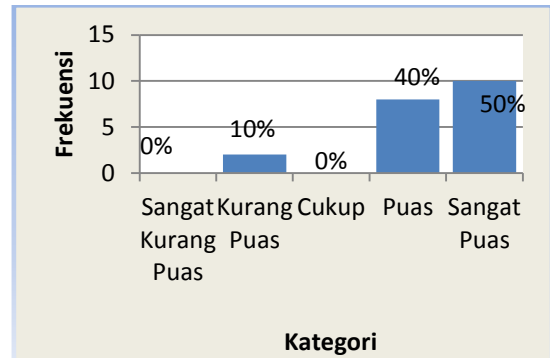 15
10
5
0
Frekuensi
0%
10%
0%
40%
50%
Sangat Kurang Puas
Kurang Puas
Cukup
Puas
Sangat Puas
Kategori